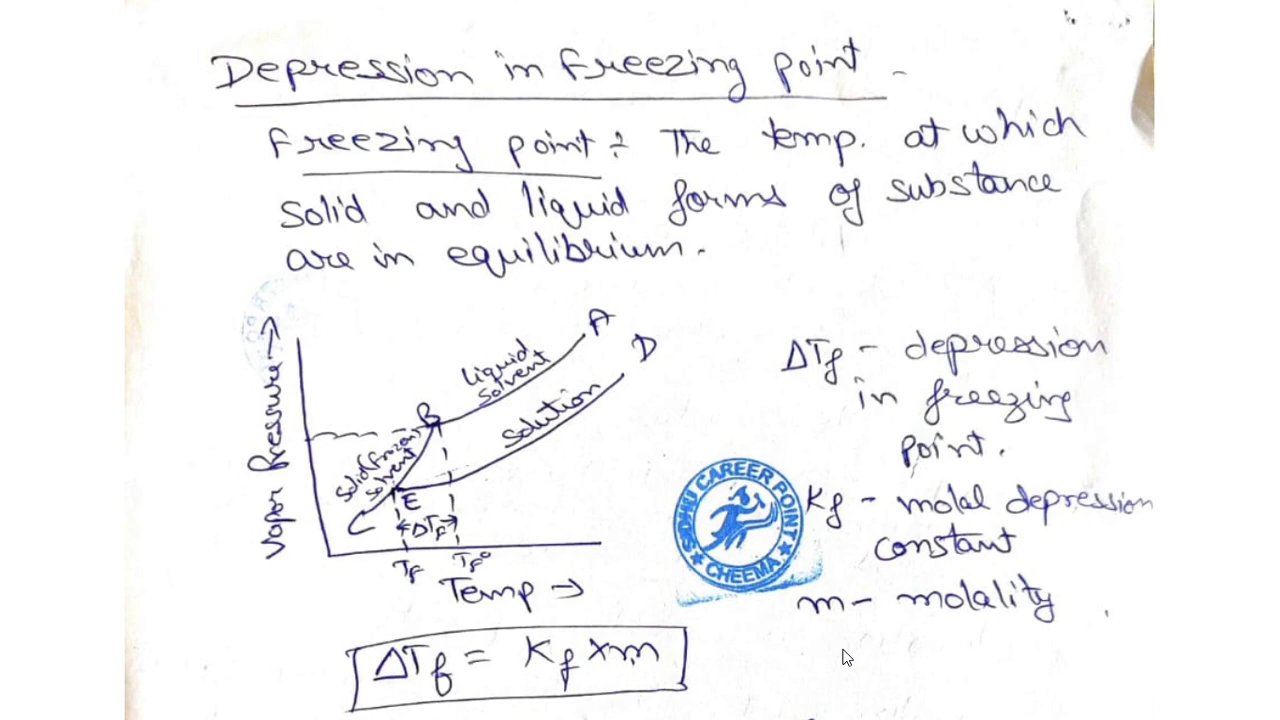 Depression in freezing point -
freezing point ÷ The temp. at which
solid and liquid forms of substance
are in equilibrium.
Vapor Pressure →
A
D
Liquid
solvent
solution
B
Solid (frozen)
solvent
E
C
ΔTf
Tf
Tf°
Temp →
ΔTf - depression
in freezing
point.
Kf - molal depression
constant
m - molality
SIDHU CAREER POINT
CHEEMA
ΔTf = Kf × m